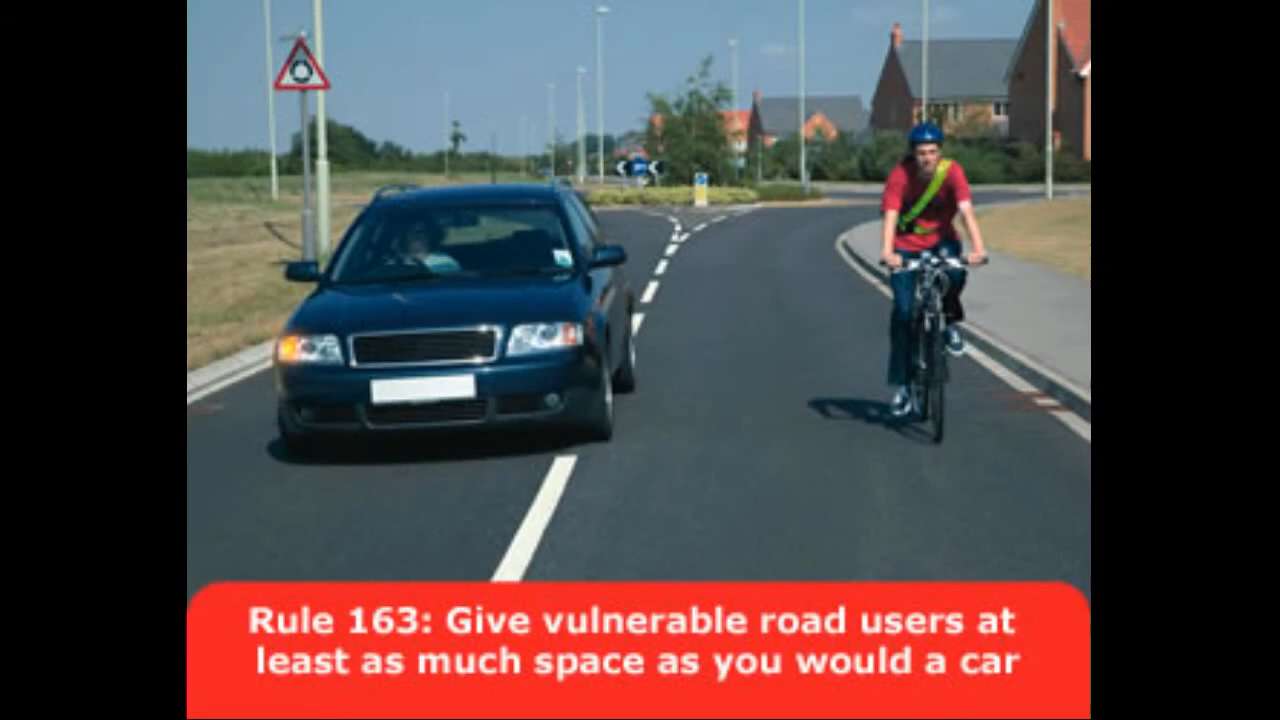 Rule 163: Give vulnerable road users at
least as much space as you would a car